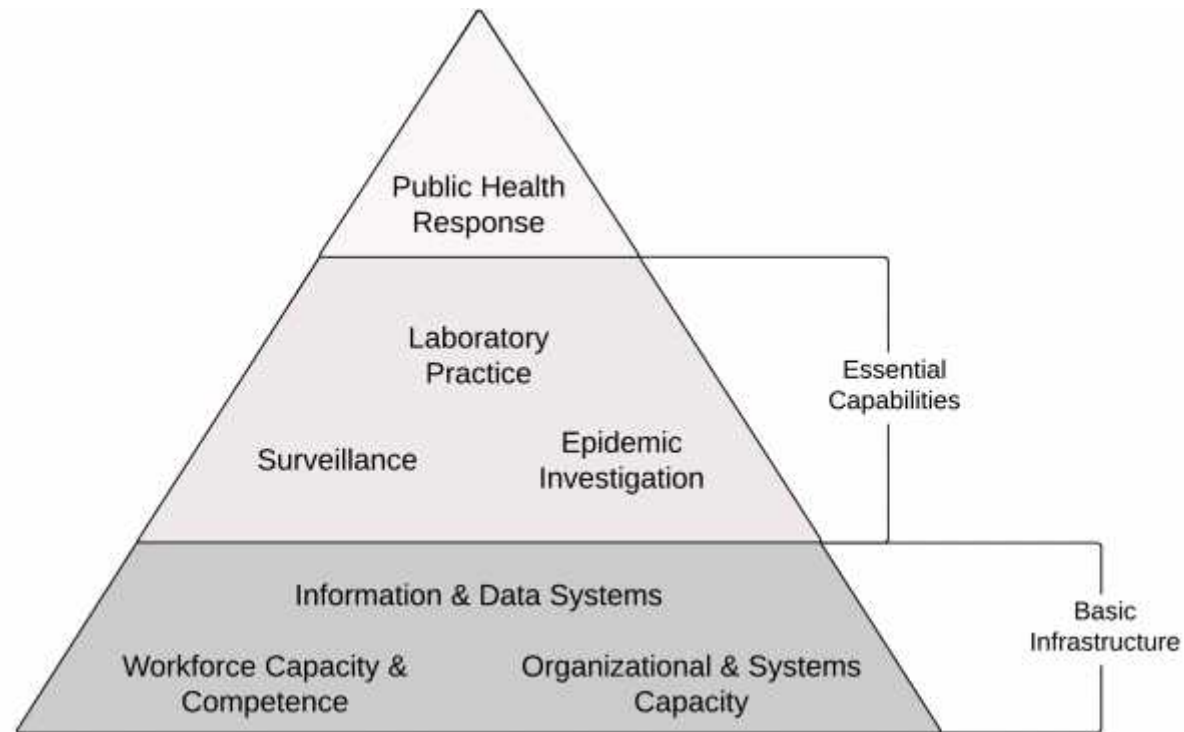 Public Health
Response
Laboratory
Practice
Essential
Capabilities
Surveillance
Epidemic
Investigation
Information & Data Systems
Basic
Infrastructure
Workforce Capacity &
Competence
Organizational & Systems
Capacity